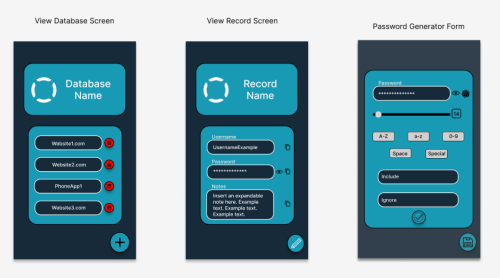 View Database Screen
Database
Name
Website1.com
Website2.com
PhoneApp1
Website3.com
View Record Screen
Record
Name
Username
UsernameExample
Password
**************
Notes
Insert an expandable
note here. Example
text. Example text.
Example text.
Password Generator Form
Password
**************
14
A-Z
a-z
0-9
Space
Special
Include
Ignore